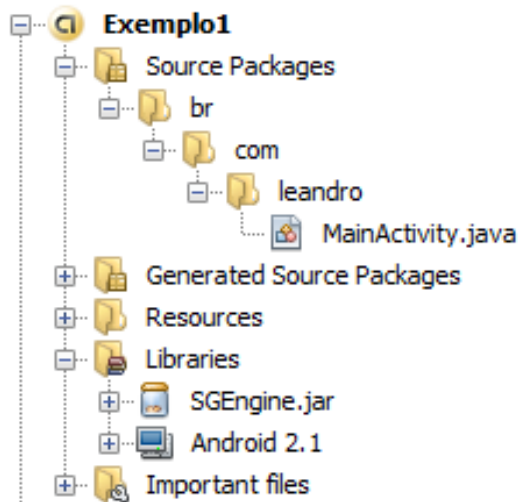 Exemplo1
Source Packages
br
com
leandro
MainActivity.java
Generated Source Packages
Resources
Libraries
SGEngine.jar
Android 2.1
Important files